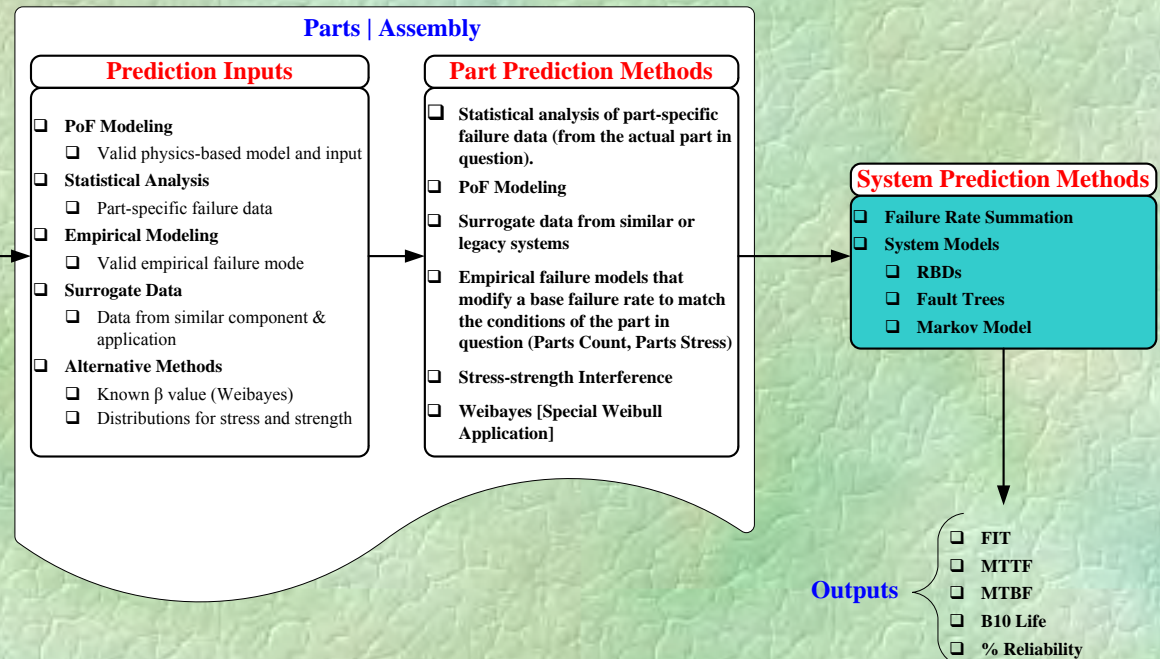 Parts | Assembly
Prediction Inputs
❑ PoF Modeling
❑ Valid physics-based model and input
❑ Statistical Analysis
❑ Part-specific failure data
❑ Empirical Modeling
❑ Valid empirical failure mode
❑ Surrogate Data
❑ Data from similar component &
application
❑ Alternative Methods
❑ Known β value (Weibayes)
❑ Distributions for stress and strength
Part Prediction Methods
❑ Statistical analysis of part-specific
failure data (from the actual part in
question).
❑ PoF Modeling
❑ Surrogate data from similar or
legacy systems
❑ Empirical failure models that
modify a base failure rate to match
the conditions of the part in
question (Parts Count, Parts Stress)
❑ Stress-strength Interference
❑ Weibayes [Special Weibull
Application]
System Prediction Methods
❑ Failure Rate Summation
❑ System Models
❑ RBDs
❑ Fault Trees
❑ Markov Model
Outputs
❑ FIT
❑ MTTF
❑ MTBF
❑ B10 Life
❑ % Reliability